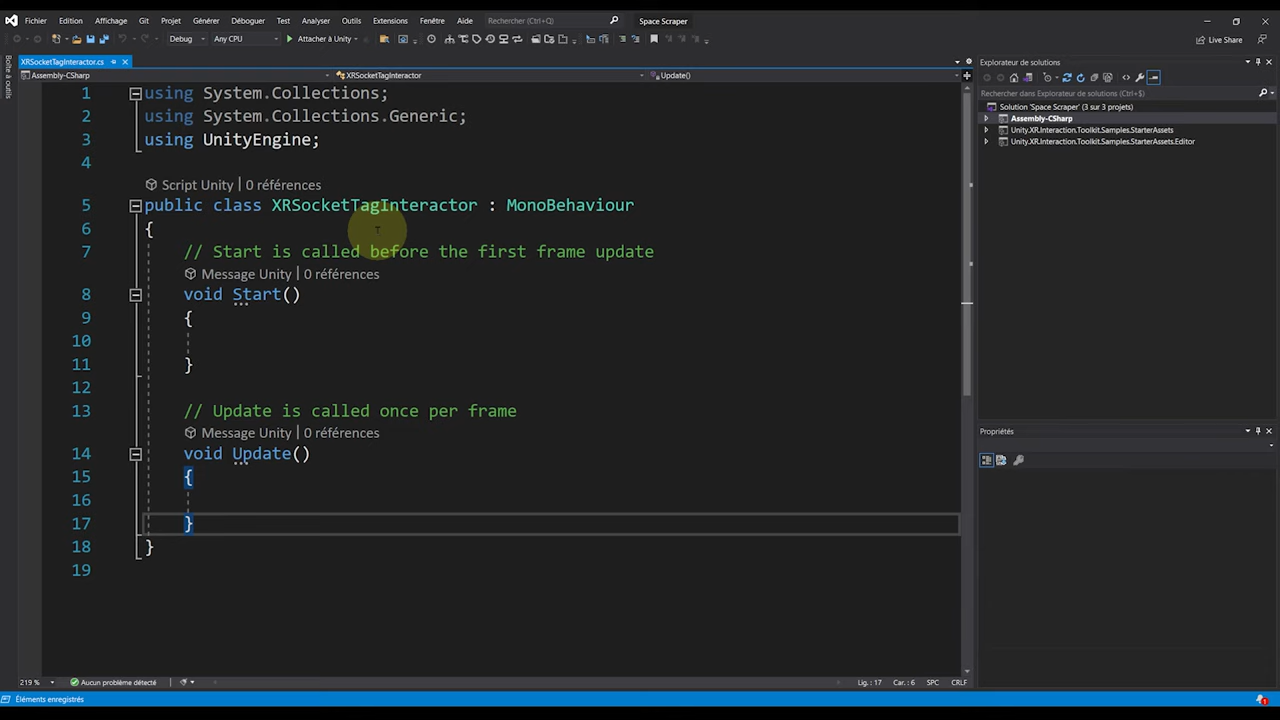 Fichier Edition Affichage Git Projet Générer Déboguer Test Analyser Outils Extensions Fenêtre Aide Rechercher (Ctrl+Q) Space Scraper
Debug Any CPU Attacher à Unity Live Share
Boîte à outils
XRSocketTagInteractor.cs
Assembly-CSharp XRSocketTagInteractor Update()
1 using System.Collections;
2 using System.Collections.Generic;
3 using UnityEngine;
4
Script Unity | 0 références
5 public class XRSocketTagInteractor : MonoBehaviour
6 {
7 // Start is called before the first frame update
Message Unity | 0 références
8 void Start()
9 {
10
11 }
12
13 // Update is called once per frame
Message Unity | 0 références
14 void Update()
15 {
16
17 }
18 }
19
219 % Aucun problème détecté Lig.: 17 Car.: 6 SPC CRLF
Éléments enregistrés
Explorateur de solutions
Rechercher dans Explorateur de solutions (Ctrl+$)
Solution 'Space Scraper' (3 sur 3 projets)
Assembly-CSharp
Unity.XR.Interaction.Toolkit.Samples.StarterAssets
Unity.XR.Interaction.Toolkit.Samples.StarterAssets.Editor
Propriétés